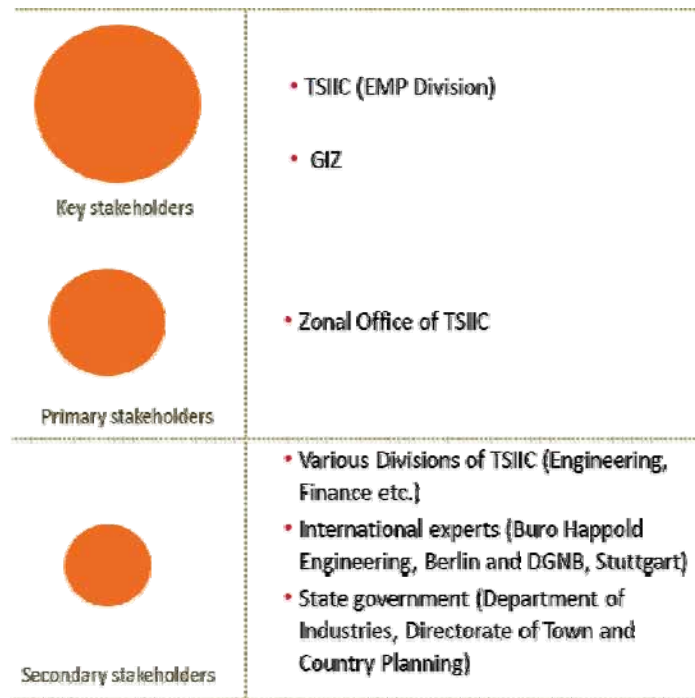 • TSIIC (EMP Division)
• GIZ
Key stakeholders
• Zonal Office of TSIIC
Primary stakeholders
• Various Divisions of TSIIC (Engineering,
Finance etc.)
• International experts (Buro Happold
Engineering, Berlin and DGNB, Stuttgart)
• State government (Department of
Industries, Directorate of Town and
Country Planning)
Secondary stakeholders